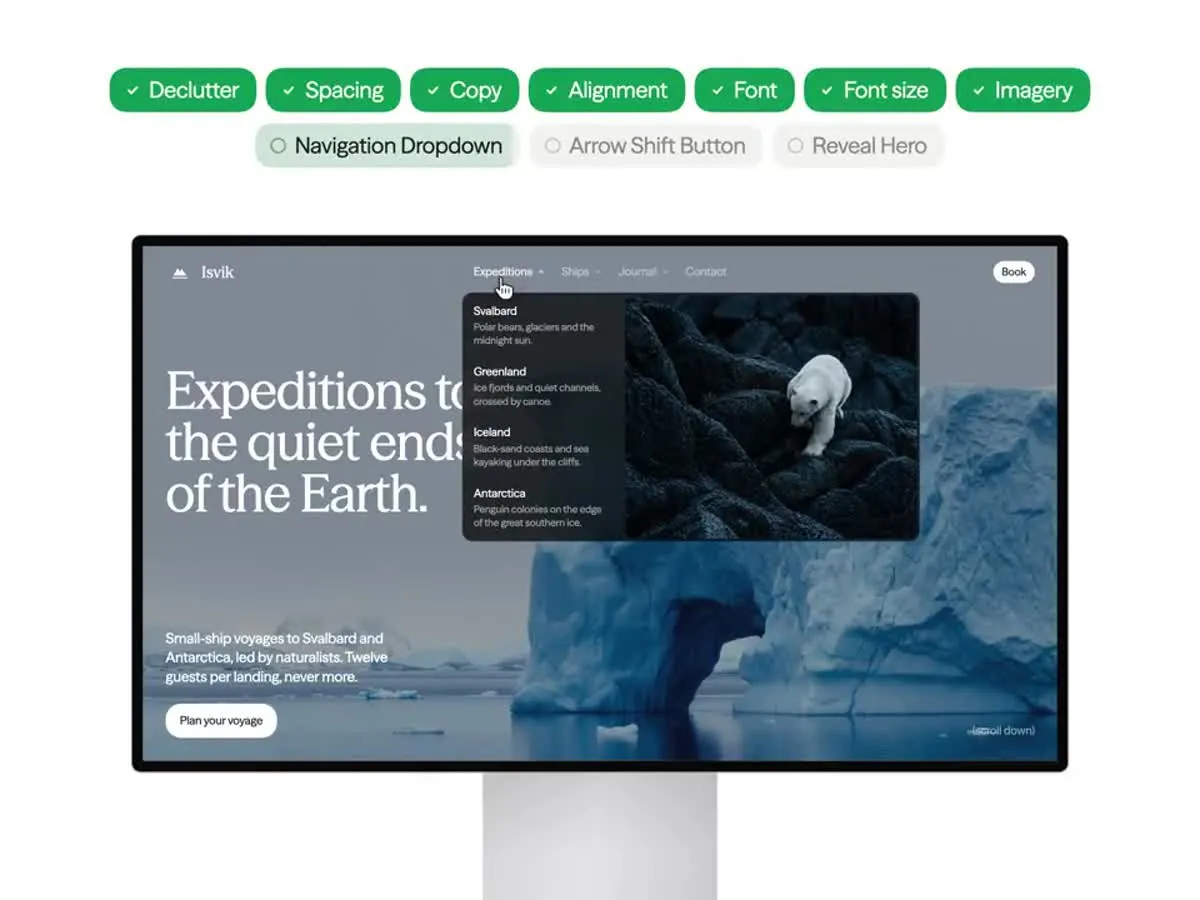 Declutter
Spacing
Copy
Alignment
Font
Font size
Imagery
Navigation Dropdown
Arrow Shift Button
Reveal Hero
Isvik
Expeditions
Ships
Journal
Contact
Book
Svalbard
Polar bears, glaciers and the
midnight sun.
Greenland
Ice fjords and quiet channels,
crossed by canoe.
Iceland
Black-sand coasts and sea
kayaking under the cliffs.
Antarctica
Penguin colonies on the edge
of the great southern ice.
Expeditions to
the quiet ends
of the Earth.
Small-ship voyages to Svalbard and
Antarctica, led by naturalists. Twelve
guests per landing, never more.
Plan your voyage
(scroll down)